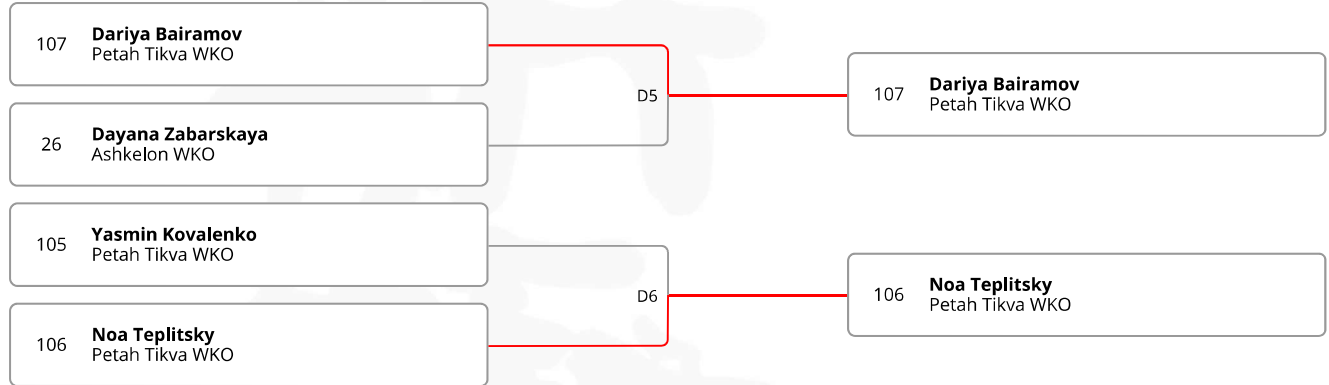 107
Dariya Bairamov
Petah Tikva WKO
26
Dayana Zabarskaya
Ashkelon WKO
D5
107
Dariya Bairamov
Petah Tikva WKO
105
Yasmin Kovalenko
Petah Tikva WKO
106
Noa Teplitsky
Petah Tikva WKO
D6
106
Noa Teplitsky
Petah Tikva WKO